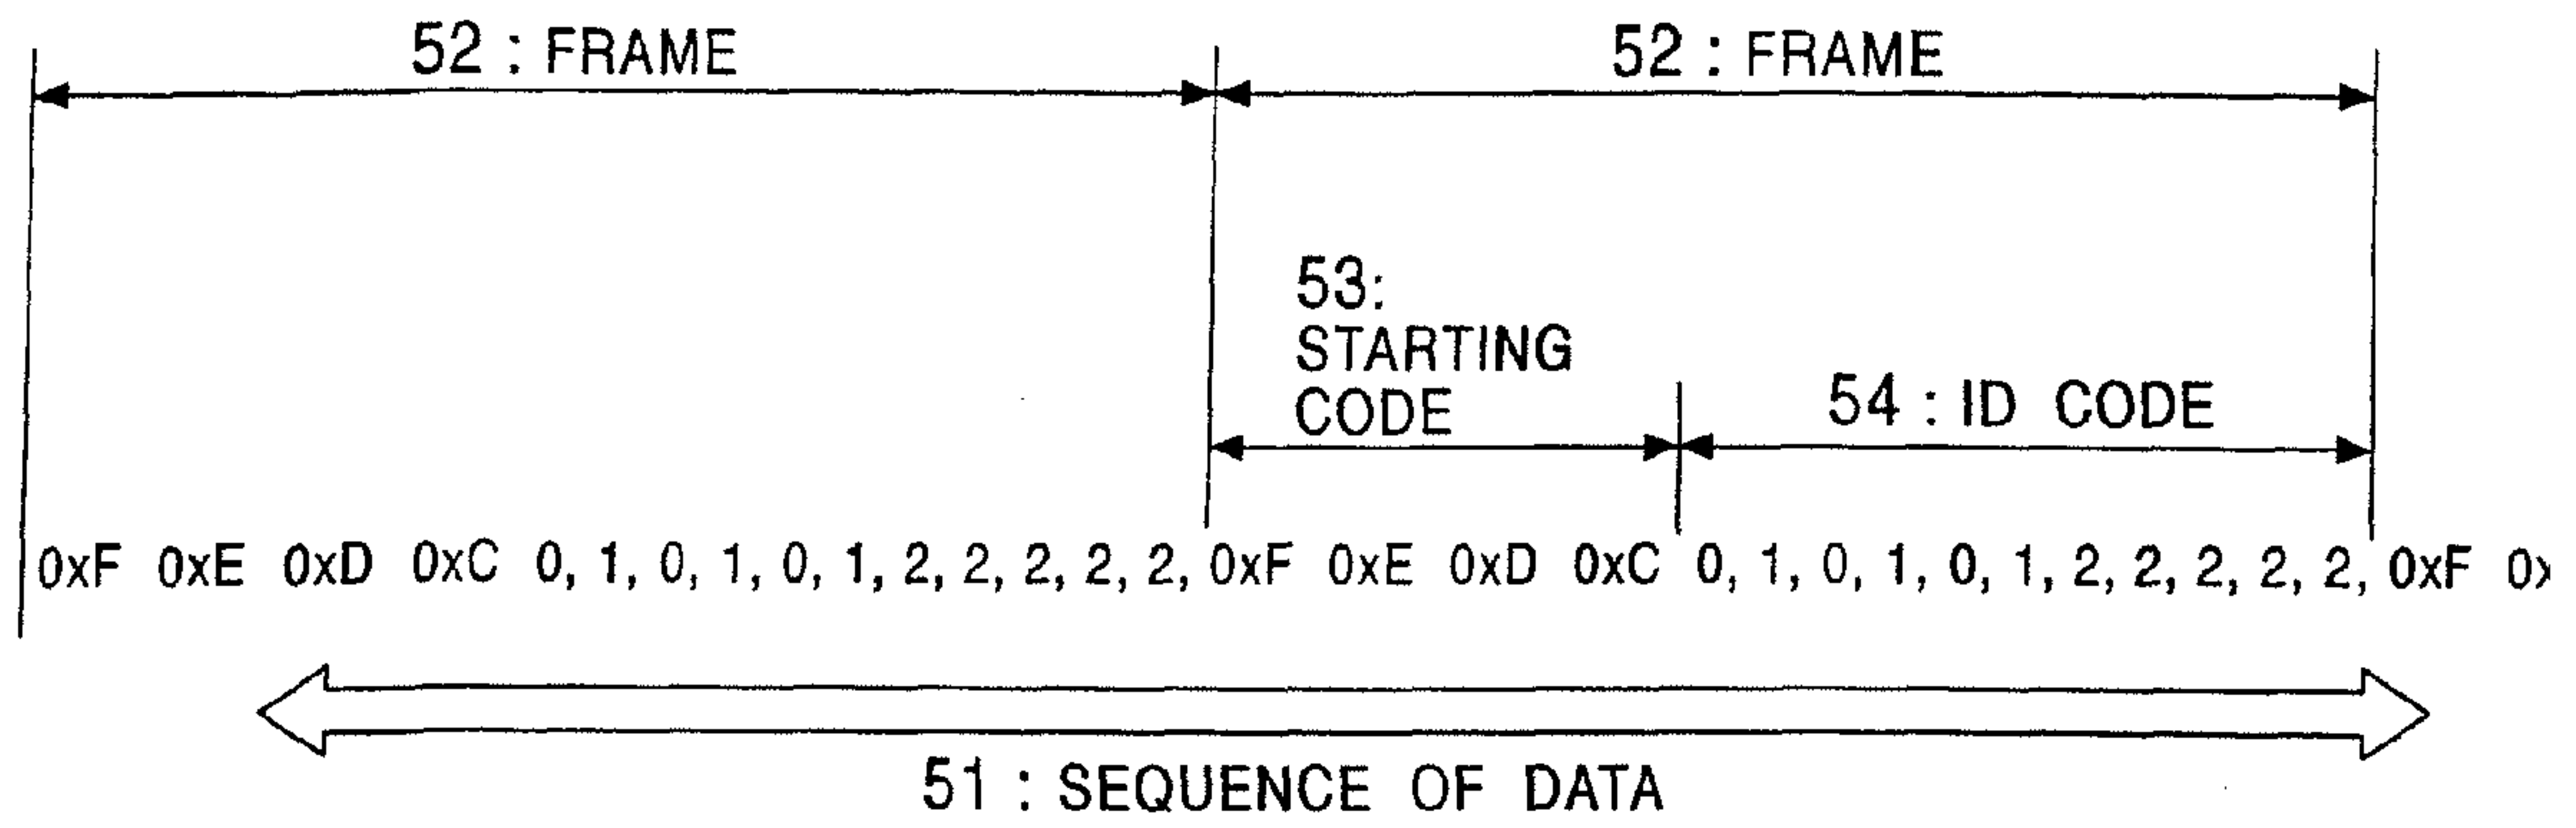 52 : FRAME 52 : FRAME
53:
STARTING
CODE
54 : ID CODE
0xF 0xE 0xD 0xC 0, 1, 0, 1, 0, 1, 2, 2, 2, 2, 2, 0xF 0xE 0xD 0xC 0, 1, 0, 1, 0, 1, 2, 2, 2, 2, 2, 0xF 0x
51 : SEQUENCE OF DATA